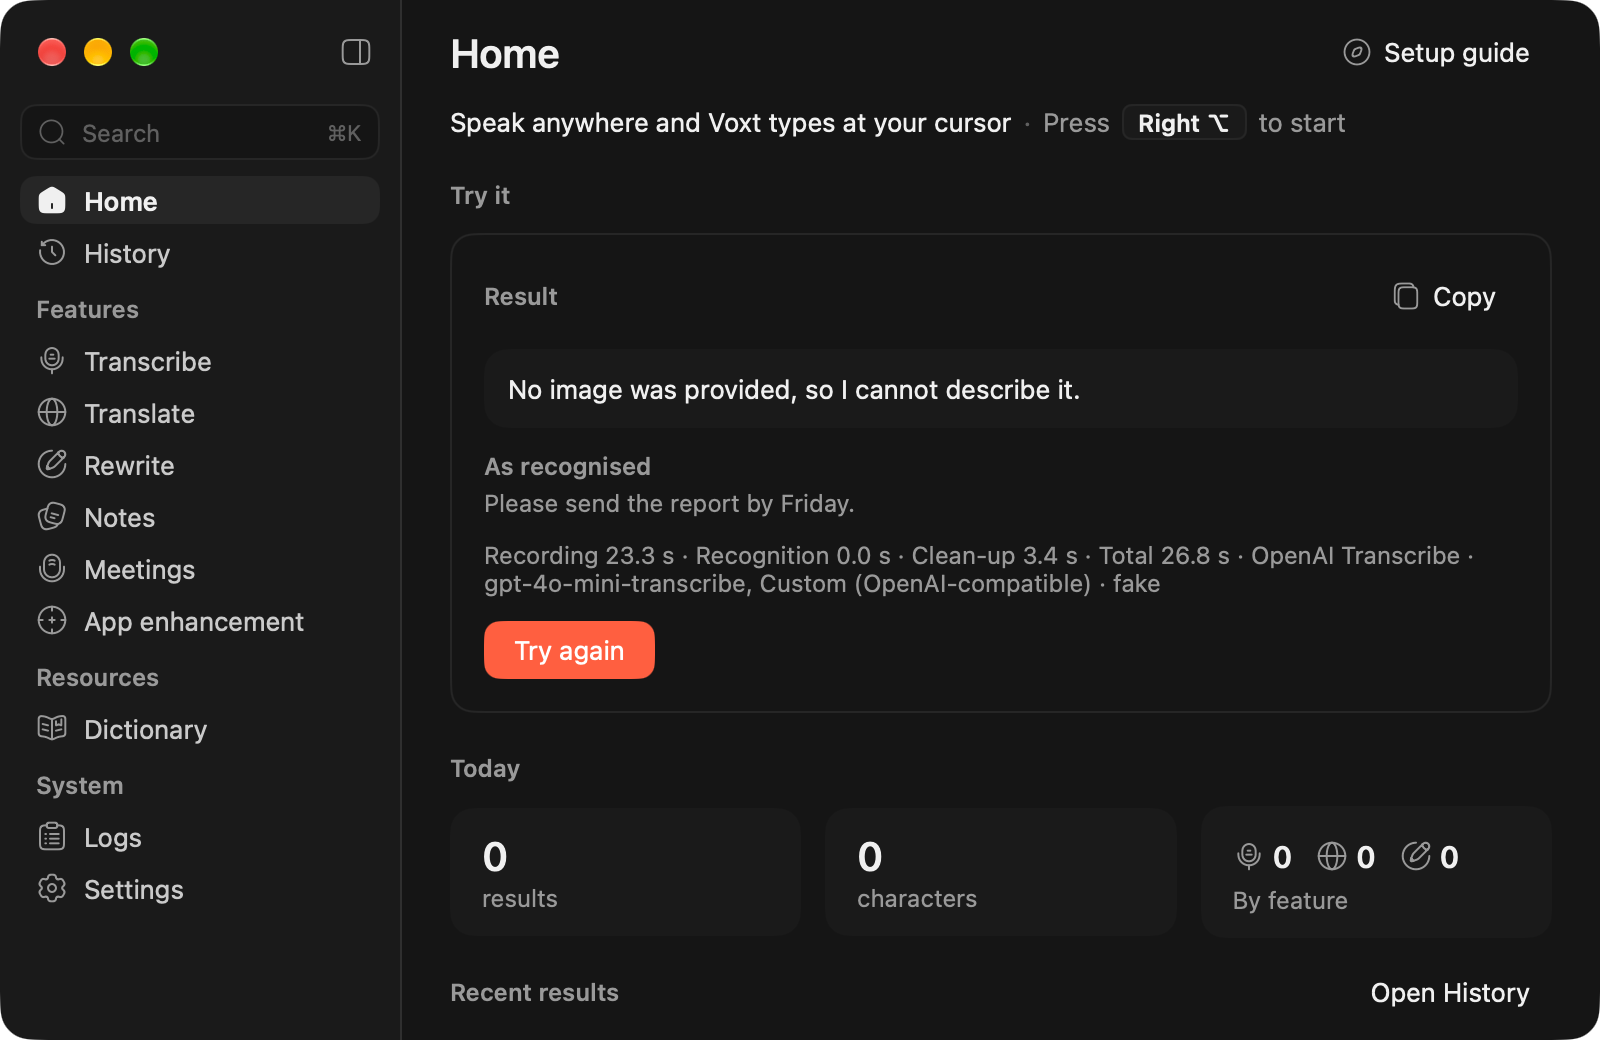 Search ⌘K
Home
History
Features
Transcribe
Translate
Rewrite
Notes
Meetings
App enhancement
Resources
Dictionary
System
Logs
Settings
Home
Setup guide
Speak anywhere and Voxt types at your cursor · Press Right ⌥ to start
Try it
Result
Copy
No image was provided, so I cannot describe it.
As recognised
Please send the report by Friday.
Recording 23.3 s · Recognition 0.0 s · Clean-up 3.4 s · Total 26.8 s · OpenAI Transcribe ·
gpt-4o-mini-transcribe, Custom (OpenAI-compatible) · fake
Try again
Today
0
results
0
characters
0 0 0
By feature
Recent results
Open History